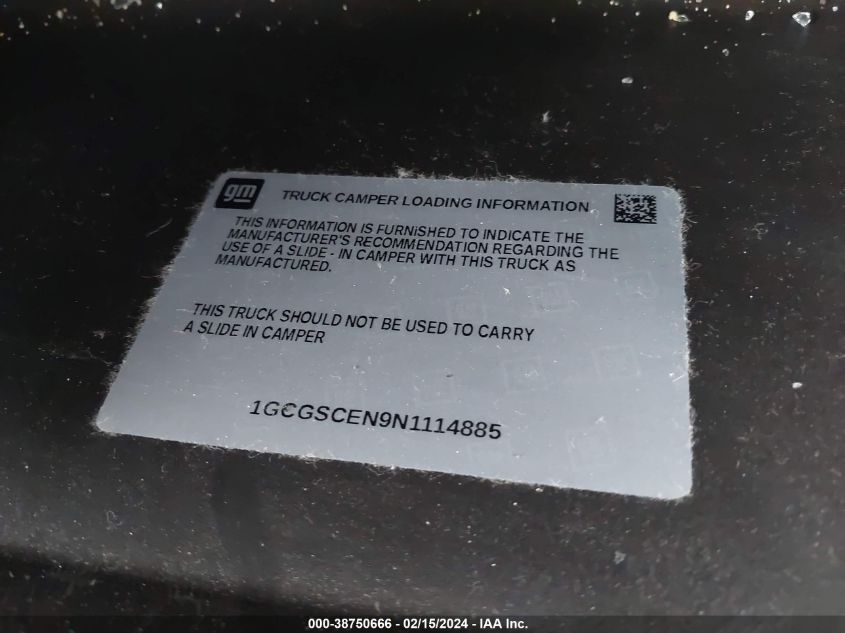 gm
TRUCK CAMPER LOADING INFORMATION
THIS INFORMATION IS FURNiSHED TO INDICATE THE
MANUFACTURER'S RECOMMENDATION REGARDING THE
USE OF A SLIDE - IN CAMPER WITH THIS TRUCK AS
MANUFACTURED.
THIS TRUCK SHOULD NOT BE USED TO CARRY
A SLIDE IN CAMPER
1GCGSCEN9N1114885
000-38750666 - 02/15/2024 - IAA Inc.